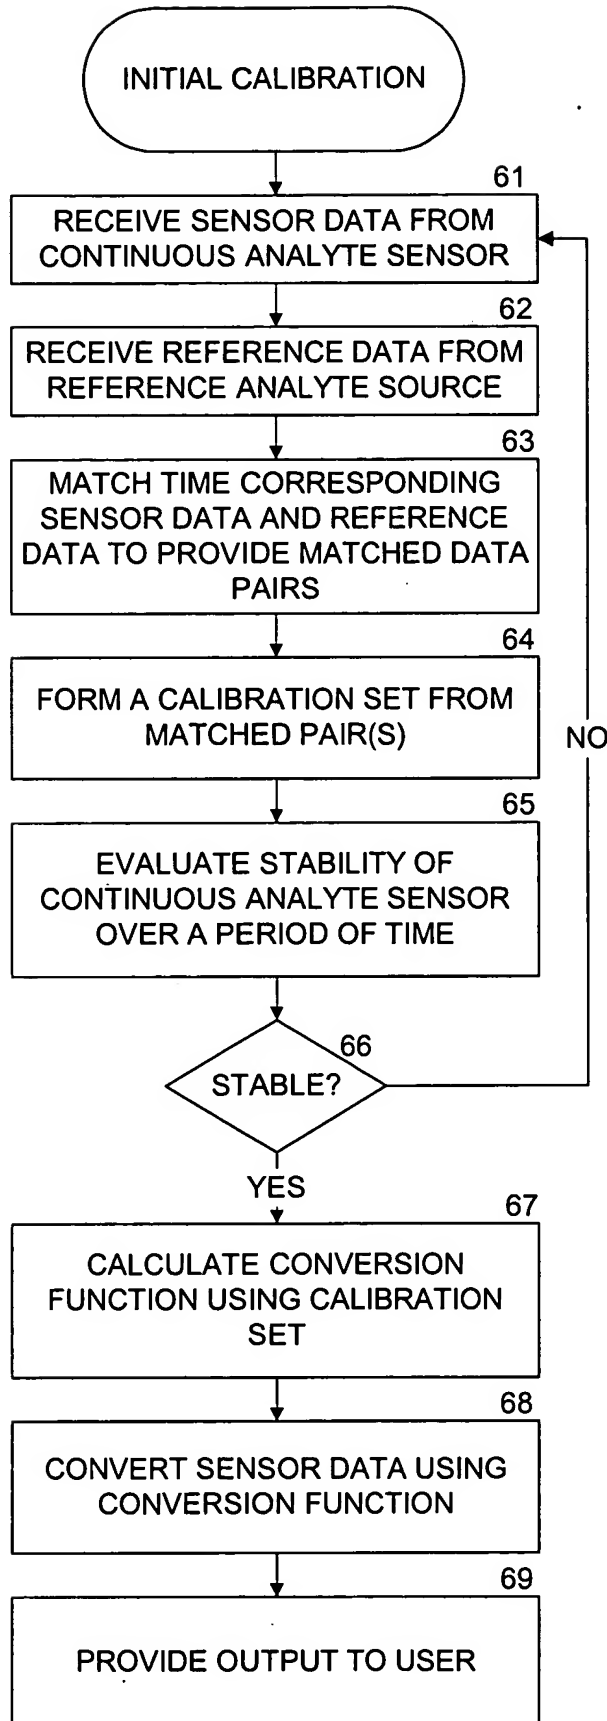 INITIAL CALIBRATION
61
RECEIVE SENSOR DATA FROM
CONTINUOUS ANALYTE SENSOR
62
RECEIVE REFERENCE DATA FROM
REFERENCE ANALYTE SOURCE
63
MATCH TIME CORRESPONDING
SENSOR DATA AND REFERENCE
DATA TO PROVIDE MATCHED DATA
PAIRS
64
FORM A CALIBRATION SET FROM
MATCHED PAIR(S)
NO
65
EVALUATE STABILITY OF
CONTINUOUS ANALYTE SENSOR
OVER A PERIOD OF TIME
66
STABLE?
YES
67
CALCULATE CONVERSION
FUNCTION USING CALIBRATION
SET
68
CONVERT SENSOR DATA USING
CONVERSION FUNCTION
69
PROVIDE OUTPUT TO USER